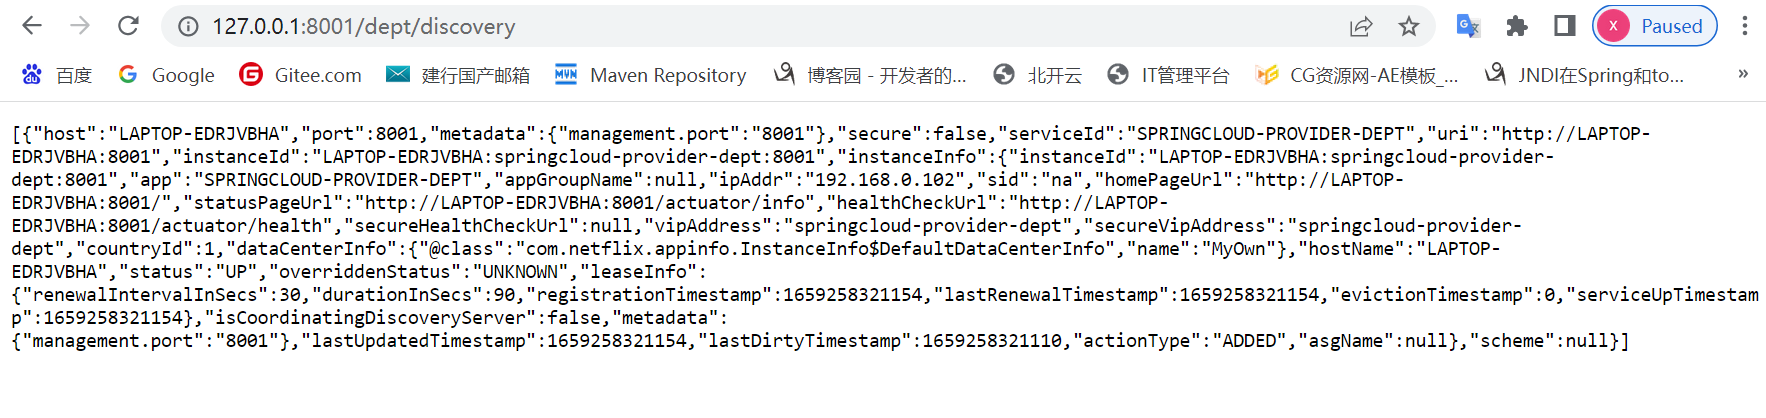 127.0.0.1:8001/dept/discovery
X Paused
百度 Google Gitee.com 建行国产邮箱 MVN Maven Repository 博客园 - 开发者的... 北开云 IT管理平台 CG资源网-AE模板_... JNDI在Spring和to... »
[{"host":"LAPTOP-EDRJVBHA","port":8001,"metadata":{"management.port":"8001"},"secure":false,"serviceId":"SPRINGCLOUD-PROVIDER-DEPT","uri":"http://LAPTOP-
EDRJVBHA:8001","instanceId":"LAPTOP-EDRJVBHA:springcloud-provider-dept:8001","instanceInfo":{"instanceId":"LAPTOP-EDRJVBHA:springcloud-provider-
dept:8001","app":"SPRINGCLOUD-PROVIDER-DEPT","appGroupName":null,"ipAddr":"192.168.0.102","sid":"na","homePageUrl":"http://LAPTOP-
EDRJVBHA:8001/","statusPageUrl":"http://LAPTOP-EDRJVBHA:8001/actuator/info","healthCheckUrl":"http://LAPTOP-
EDRJVBHA:8001/actuator/health","secureHealthCheckUrl":null,"vipAddress":"springcloud-provider-dept","secureVipAddress":"springcloud-provider-
dept","countryId":1,"dataCenterInfo":{"@class":"com.netflix.appinfo.InstanceInfo$DefaultDataCenterInfo","name":"MyOwn"},"hostName":"LAPTOP-
EDRJVBHA","status":"UP","overriddenStatus":"UNKNOWN","leaseInfo":
{"renewalIntervalInSecs":30,"durationInSecs":90,"registrationTimestamp":1659258321154,"lastRenewalTimestamp":1659258321154,"evictionTimestamp":0,"serviceUpTimestam
p":1659258321154},"isCoordinatingDiscoveryServer":false,"metadata":
{"management.port":"8001"},"lastUpdatedTimestamp":1659258321154,"lastDirtyTimestamp":1659258321110,"actionType":"ADDED","asgName":null},"scheme":null}]